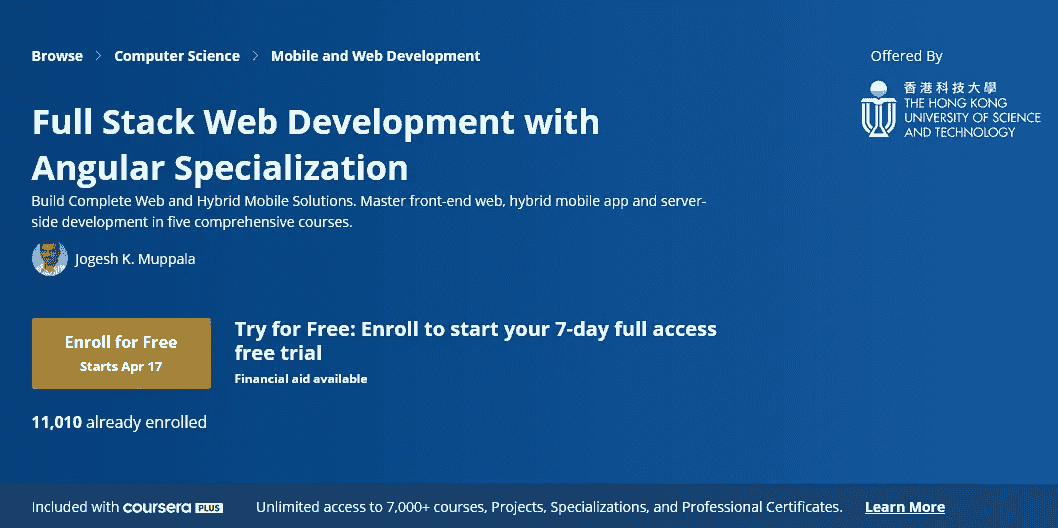 Browse > Computer Science > Mobile and Web Development
Offered By
香港科技大學
THE HONG KONG
UNIVERSITY OF SCIENCE
AND TECHNOLOGY
Full Stack Web Development with
Angular Specialization
Build Complete Web and Hybrid Mobile Solutions. Master front-end web, hybrid mobile app and server-
side development in five comprehensive courses.
Jogesh K. Muppala
Enroll for Free
Starts Apr 17
Try for Free: Enroll to start your 7-day full access
free trial
Financial aid available
11,010 already enrolled
Included with coursera PLUS Unlimited access to 7,000+ courses, Projects, Specializations, and Professional Certificates. Learn More